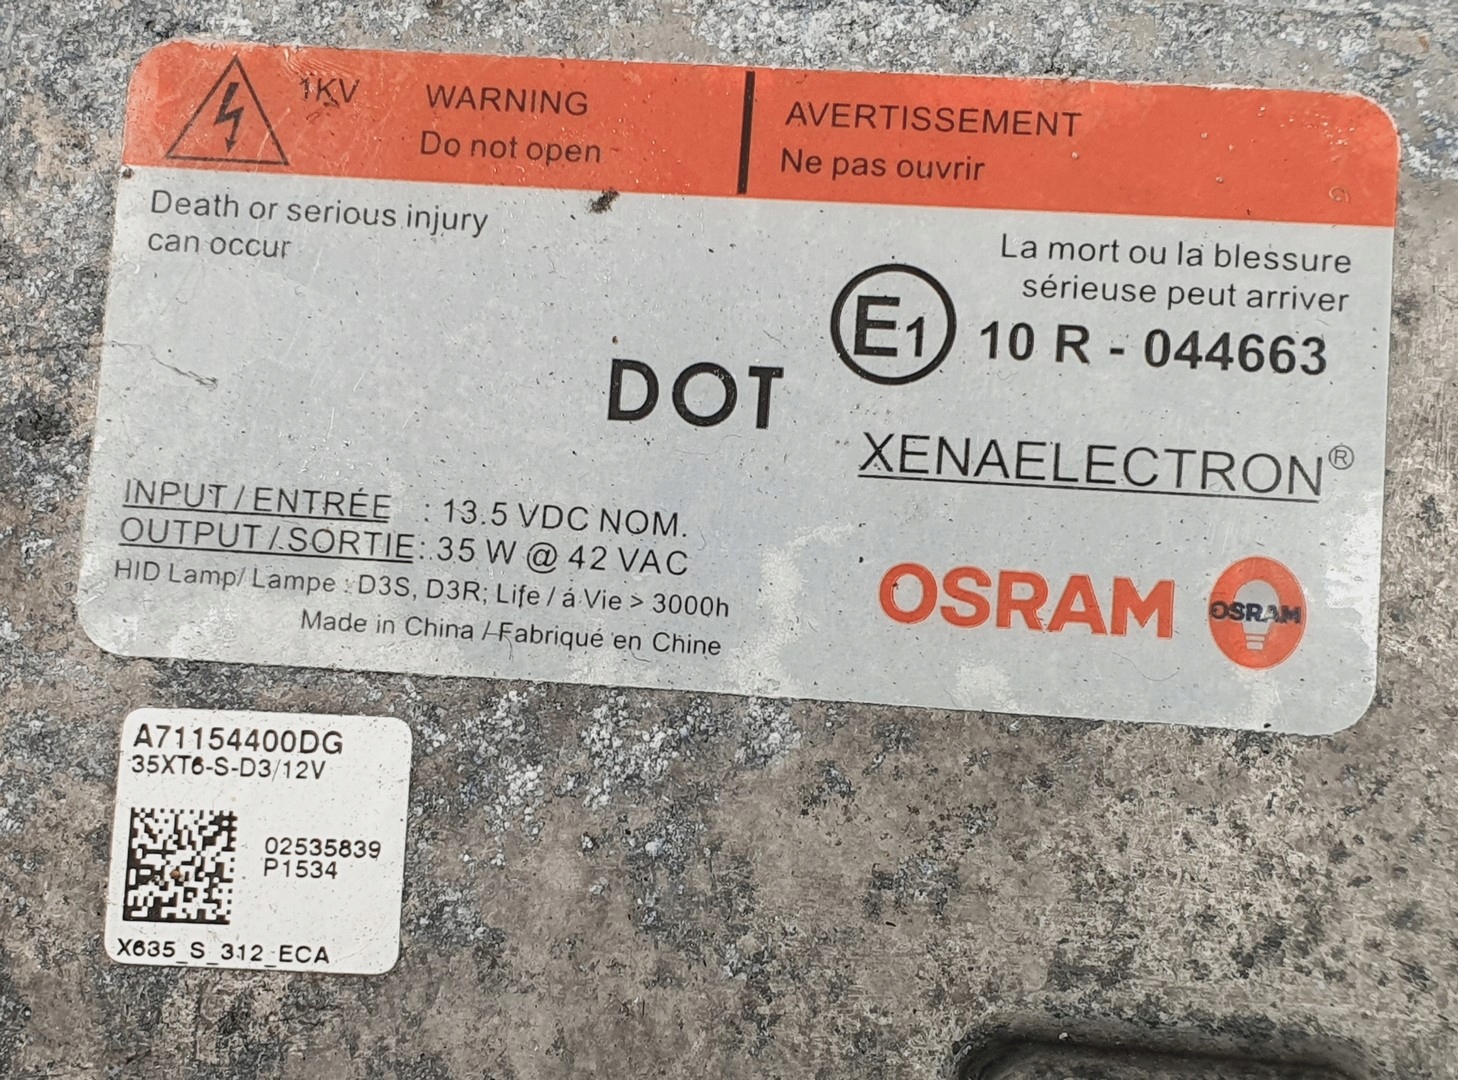 1KV
WARNING
Do not open
AVERTISSEMENT
Ne pas ouvrir
Death or serious injury
can occur
La mort ou la blessure
sérieuse peut arriver
E1 10 R - 044663
DOT
XENAELECTRON®
INPUT / ENTRÉE : 13.5 VDC NOM.
OUTPUT / SORTIE: 35 W @ 42 VAC
HID Lamp/ Lampe : D3S, D3R; Life / á Vie > 3000h
Made in China / Fabriqué en Chine
OSRAM
OSRAM
A71154400DG
35XT6-S-D3/12V
02535839
P1534
X635_S_312_ECA